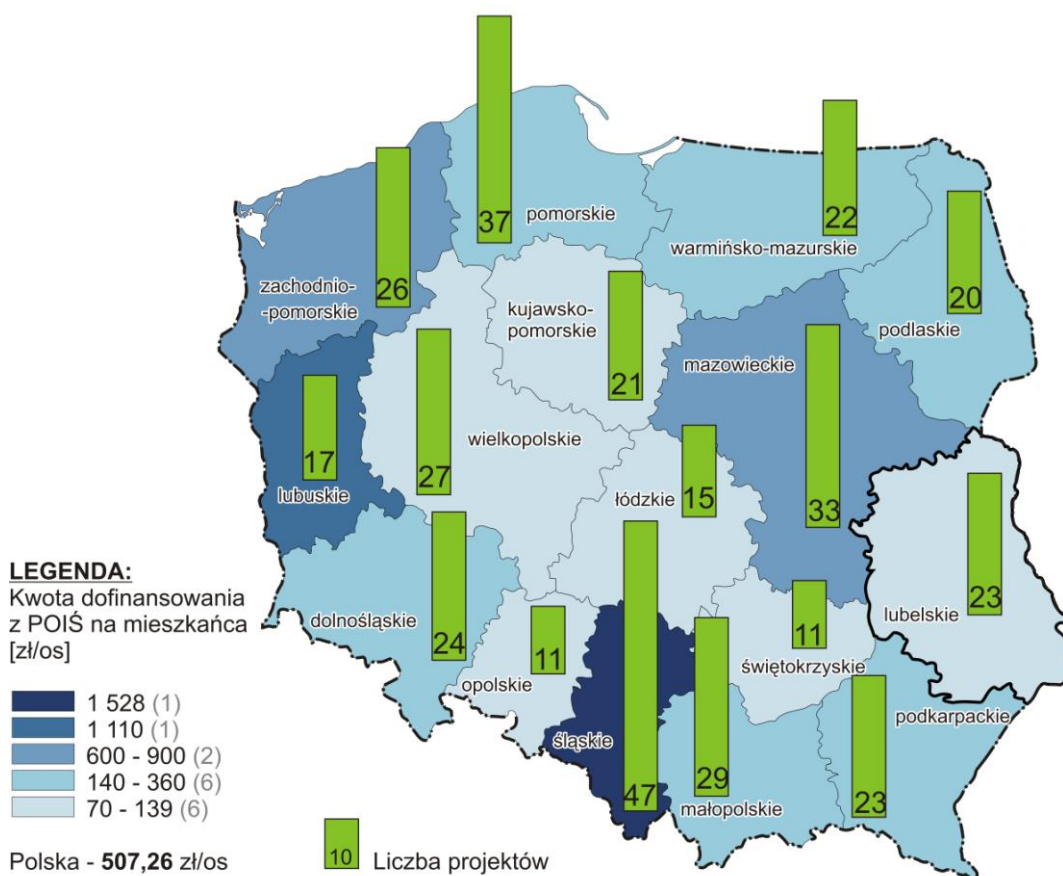 37
pomorskie
22
warmińsko-mazurskie
26
zachodnio-
-pomorskie
20
podlaskie
kujawsko-
pomorskie
21
mazowieckie
33
17
lubuskie
27
wielkopolskie
15
łódzkie
23
lubelskie
dolnośląskie
24
11
opolskie
11
świętokrzyskie
śląskie
47
29
małopolskie
podkarpackie
23
LEGENDA:
Kwota dofinansowania
z POIŚ na mieszkańca
[zł/os]
1 528 (1)
1 110 (1)
600 - 900 (2)
140 - 360 (6)
70 - 139 (6)
Polska - 507,26 zł/os
10 Liczba projektów